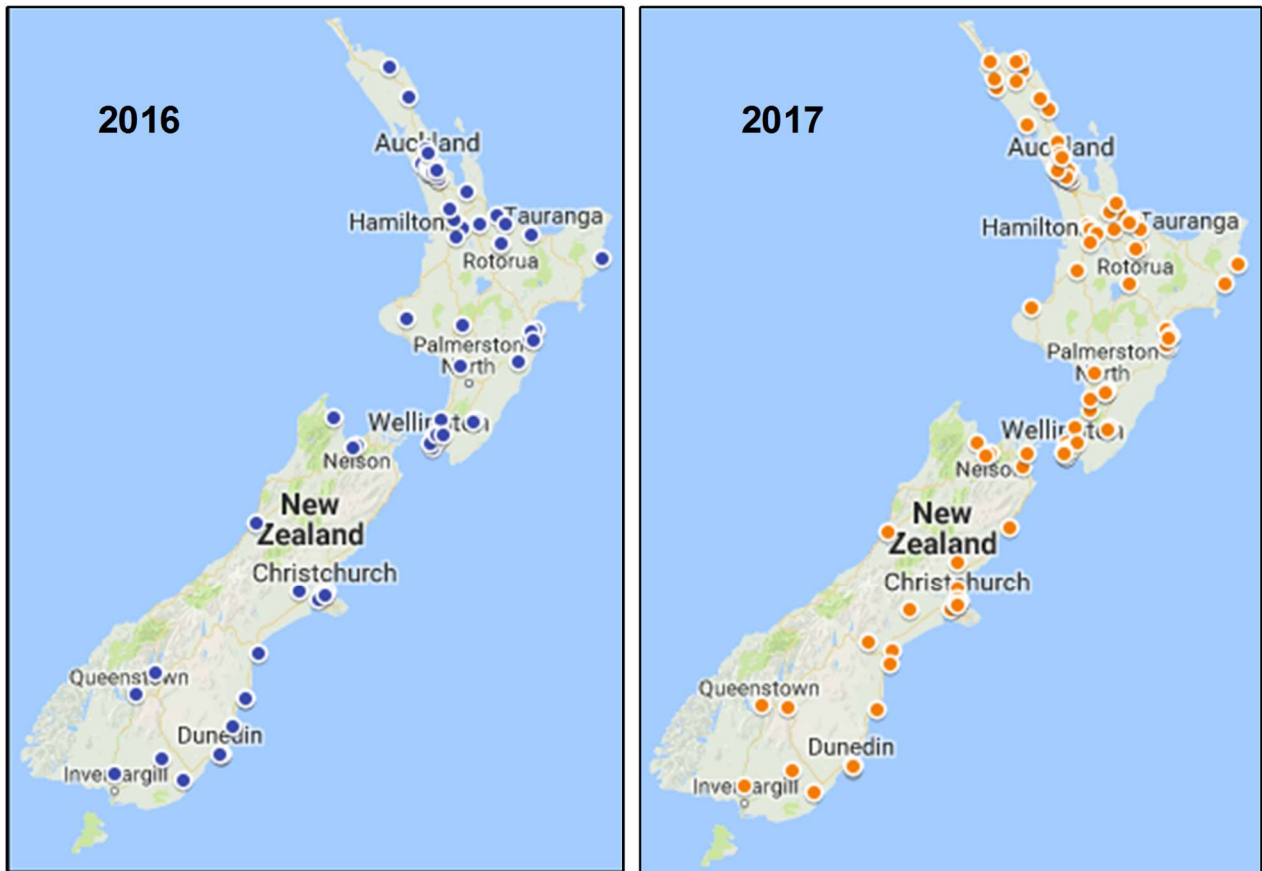 2016
Auckland
Hamilton
Tauranga
Rotorua
Palmerston
North
Wellington
Nelson
New
Zealand
Christchurch
Queenstown
Dunedin
Invercargill
2017
Auckland
Hamilton
Tauranga
Rotorua
Palmerston
North
Wellington
Nelson
New
Zealand
Christchurch
Queenstown
Dunedin
Invercargill